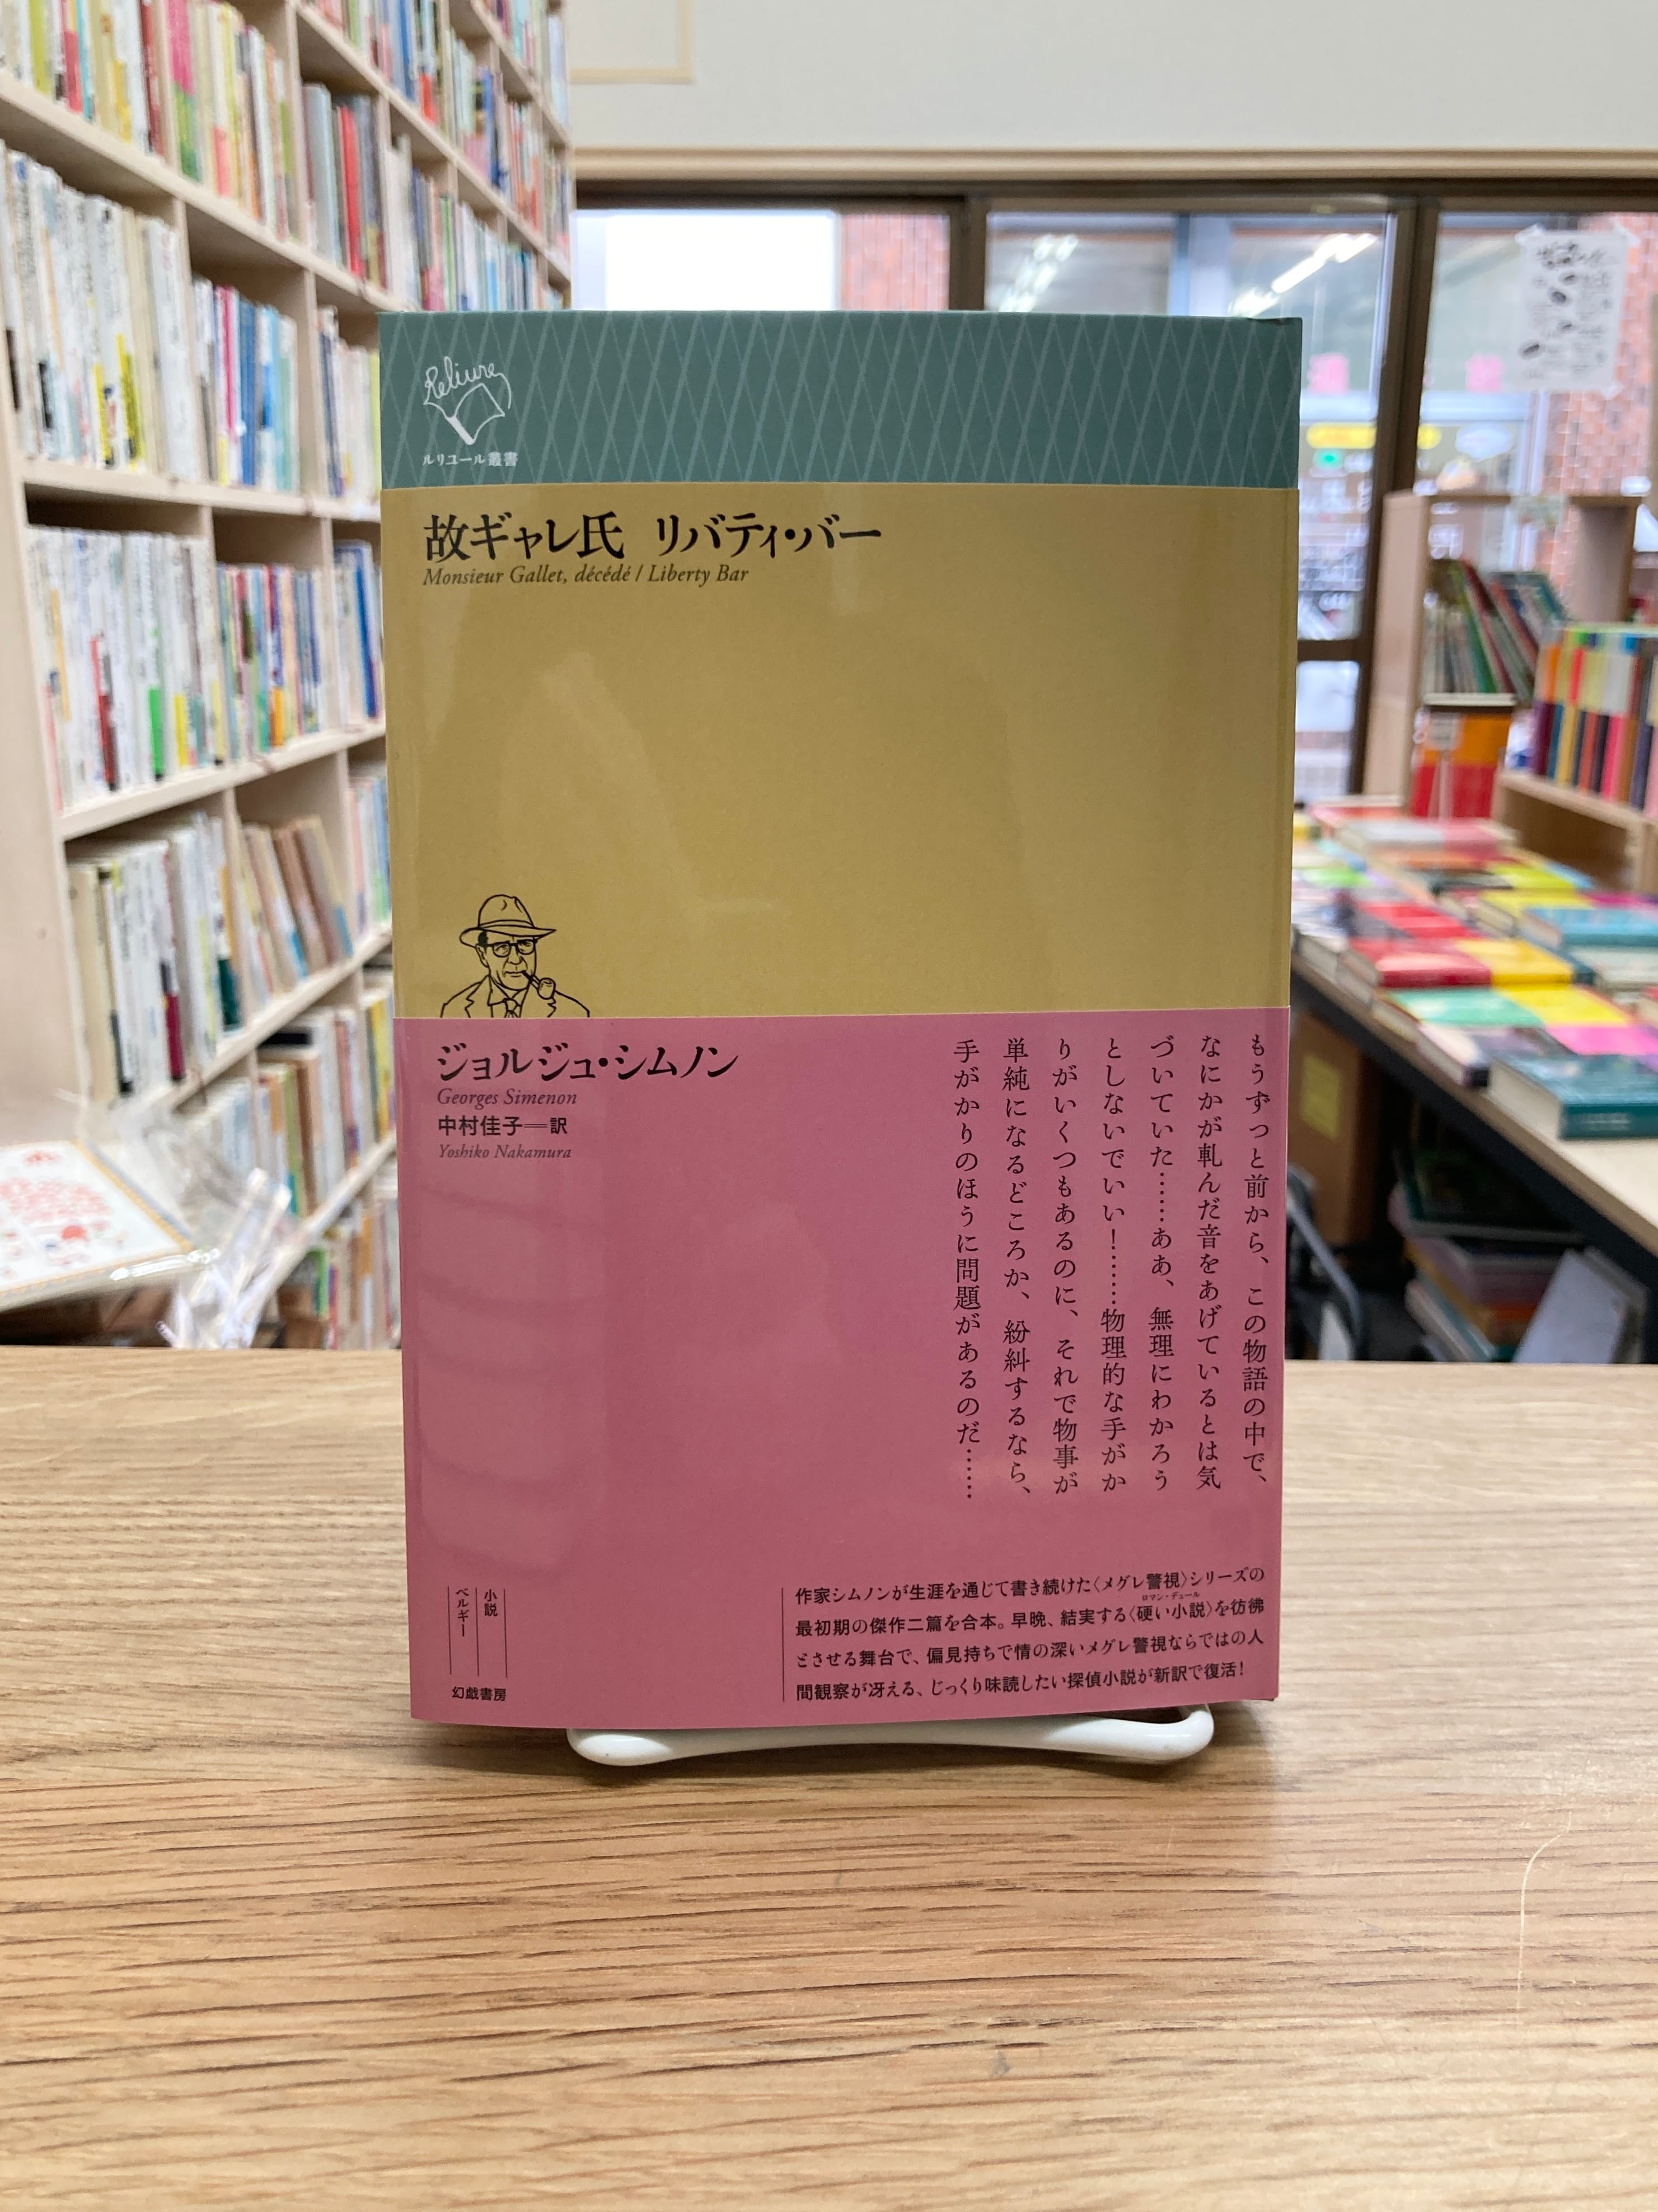 Reliure
ルリユール叢書
故ギャレ氏　リバティ・バー
Monsieur Gallet, décédé / Liberty Bar
ジョルジュ・シムノン
Georges Simenon
中村佳子＝訳
Yoshiko Nakamura
もうずっと前から、この物語の中で、
なにかが軋んだ音をあげているとは気
づいていた……ああ、無理にわかろう
としないでいい！……物理的な手がか
りがいくつもあるのに、それで物事が
単純になるどころか、紛糾するなら、
手がかりのほうに問題があるのだ……
小説
ベルギー
幻戯書房
作家シムノンが生涯を通じて書き続けた〈メグレ警視〉シリーズの
最初期の傑作二篇を合本。早晩、結実する〈硬い小説〉を彷彿
ロマン・デュール
とさせる舞台で、偏見持ちで情の深いメグレ警視ならではの人
間観察が冴える、じっくり味読したい探偵小説が新訳で復活！